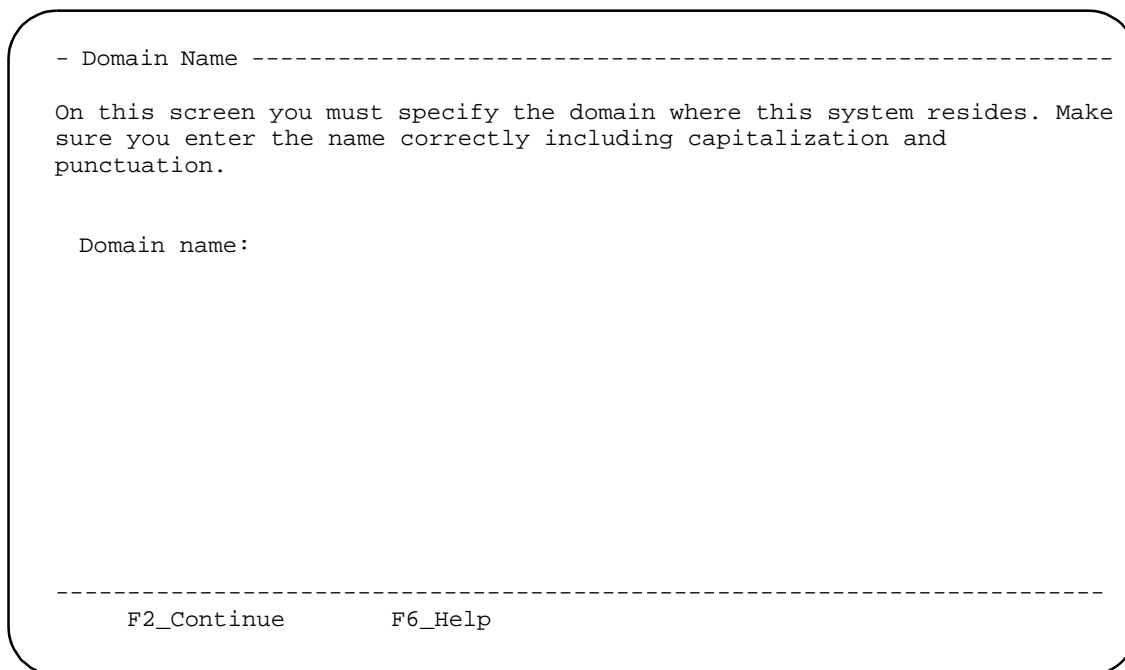 - Domain Name ------------------------------------------------------------
On this screen you must specify the domain where this system resides. Make
sure you enter the name correctly including capitalization and
punctuation.
Domain name:
-------------------------------------------------------------------------
F2_Continue F6_Help